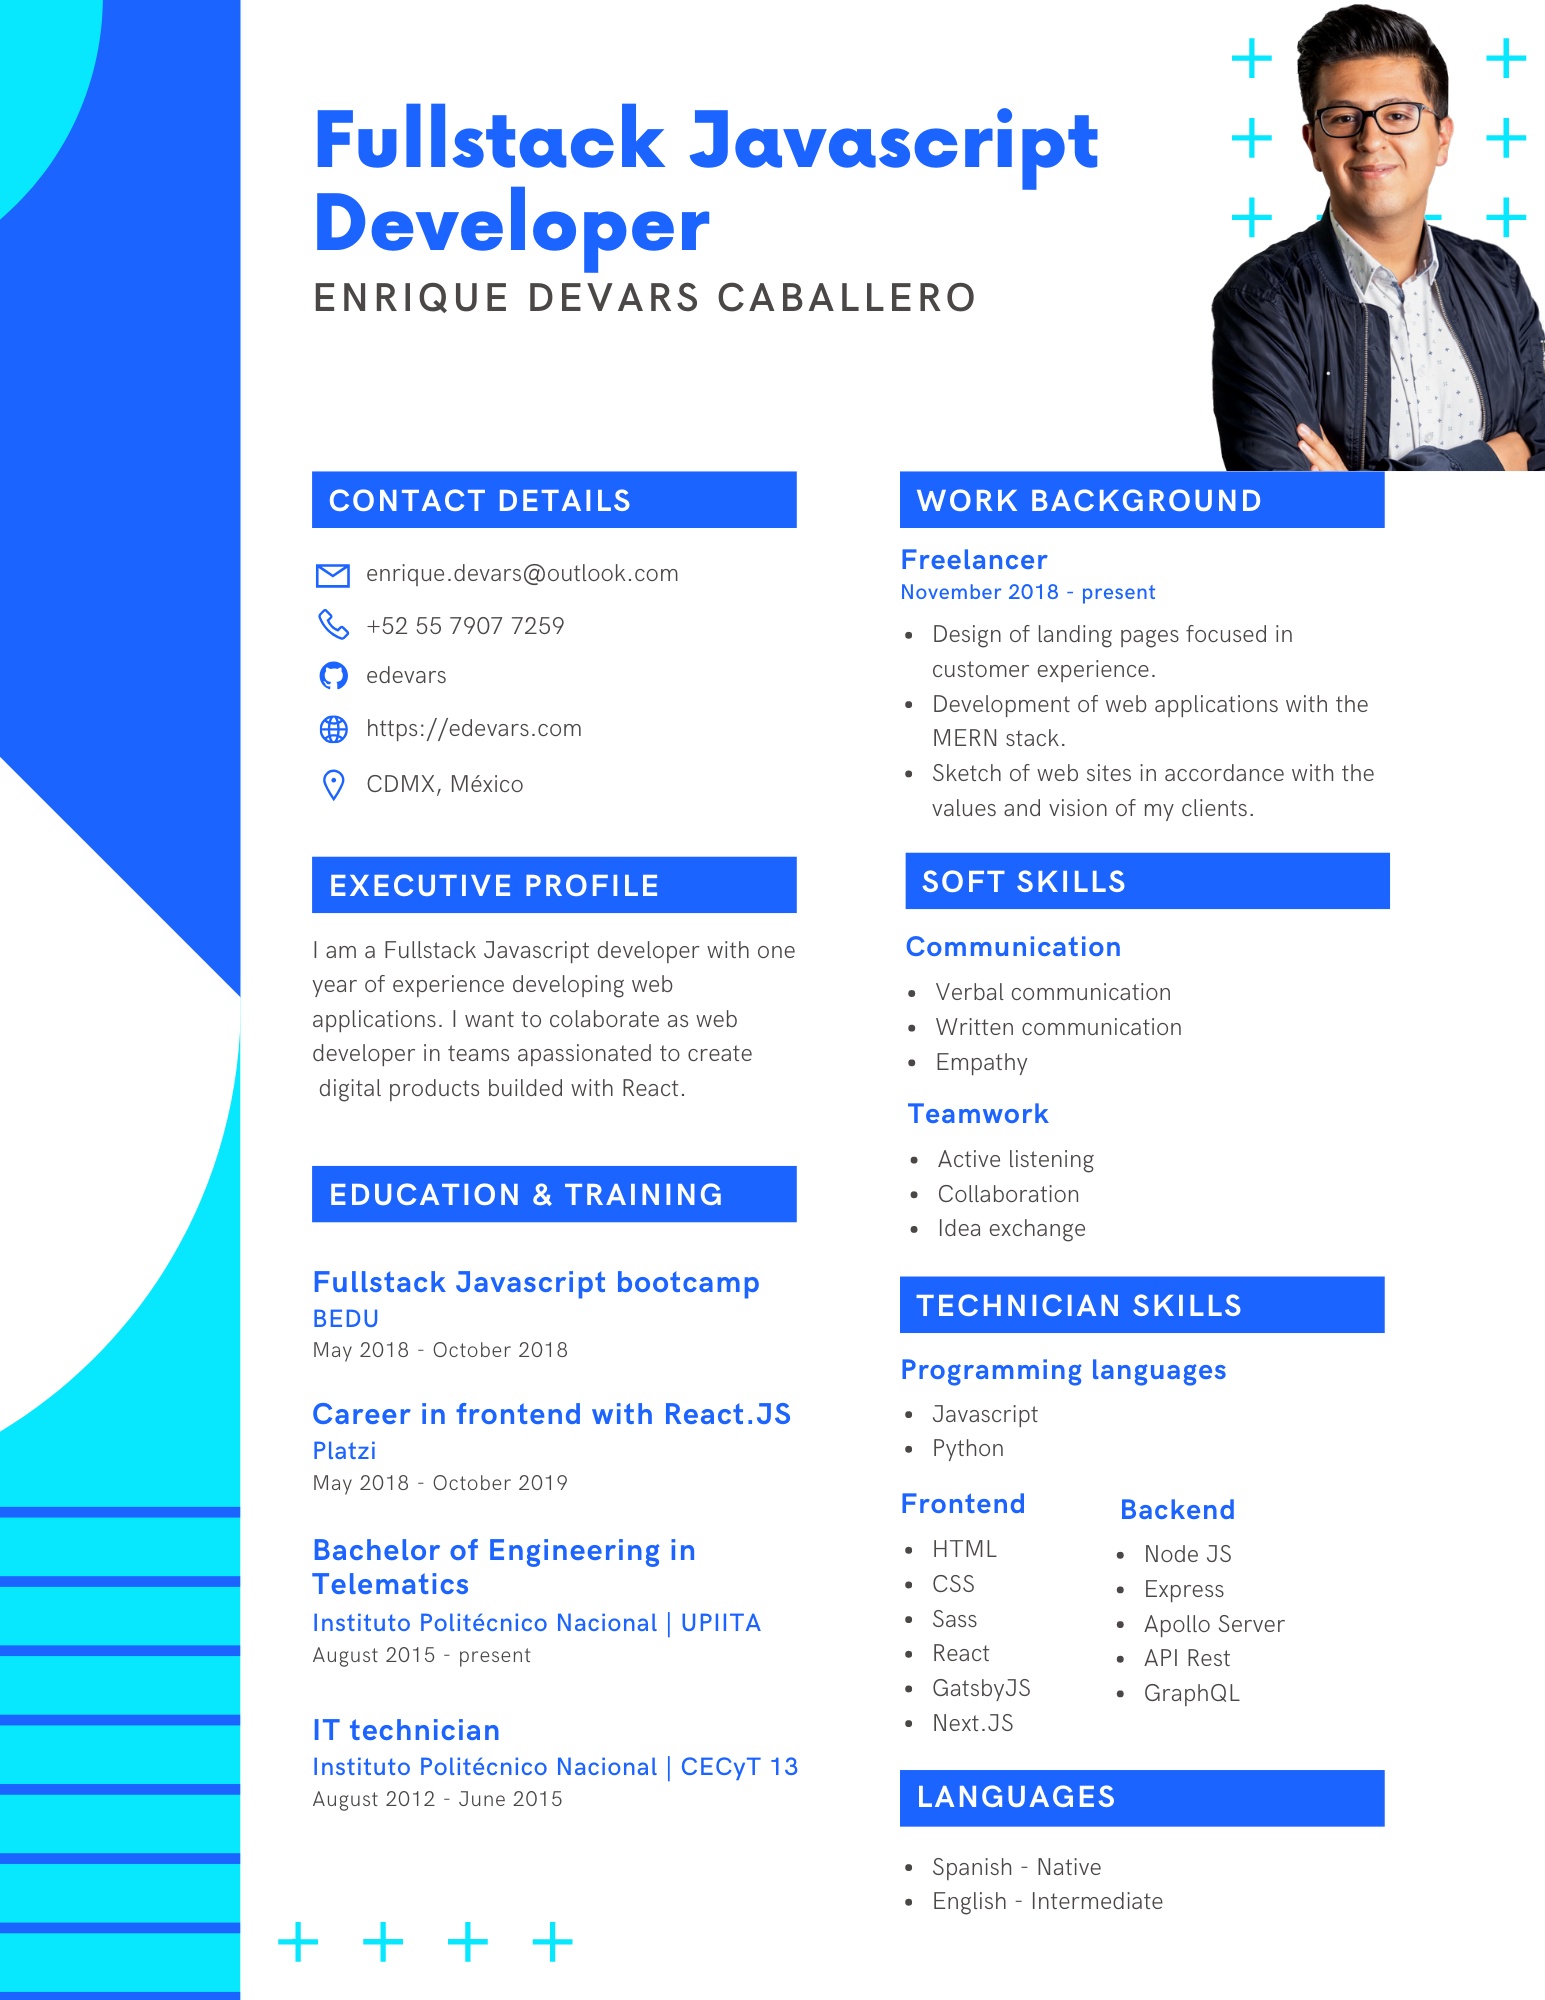 Fullstack Javascript
Developer
ENRIQUE DEVARS CABALLERO
CONTACT DETAILS
enrique.devars@outlook.com
+52 55 7907 7259
edevars
https://edevars.com
CDMX, México
EXECUTIVE PROFILE
I am a Fullstack Javascript developer with one
year of experience developing web
applications. I want to colaborate as web
developer in teams apassionated to create
digital products builded with React.
EDUCATION & TRAINING
Fullstack Javascript bootcamp
BEDU
May 2018 - October 2018
Career in frontend with React.JS
Platzi
May 2018 - October 2019
Bachelor of Engineering in
Telematics
Instituto Politécnico Nacional | UPIITA
August 2015 - present
IT technician
Instituto Politécnico Nacional | CECyT 13
August 2012 - June 2015
WORK BACKGROUND
Freelancer
November 2018 - present
• Design of landing pages focused in
customer experience.
• Development of web applications with the
MERN stack.
• Sketch of web sites in accordance with the
values and vision of my clients.
SOFT SKILLS
Communication
• Verbal communication
• Written communication
• Empathy
Teamwork
• Active listening
• Collaboration
• Idea exchange
TECHNICIAN SKILLS
Programming languages
• Javascript
• Python
Frontend
• HTML
• CSS
• Sass
• React
• GatsbyJS
• Next.JS
Backend
• Node JS
• Express
• Apollo Server
• API Rest
• GraphQL
LANGUAGES
• Spanish - Native
• English - Intermediate